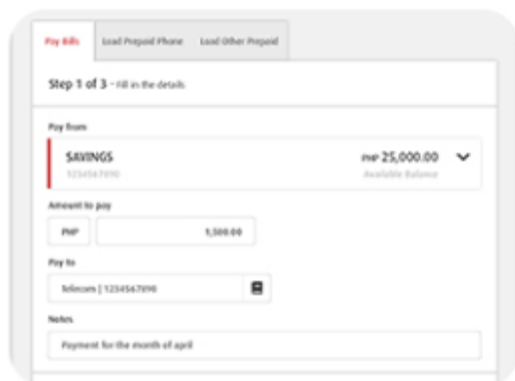 Pay Bills Load Prepaid Phone Load Other Prepaid
Step 1 of 3 - Fill in the details
Pay from
SAVINGS PHP 25,000.00
1234567890 Available Balance
Amount to pay
PHP 1,500.00
Pay to
Telecom | 1234567890
Notes
Payment for the month of april